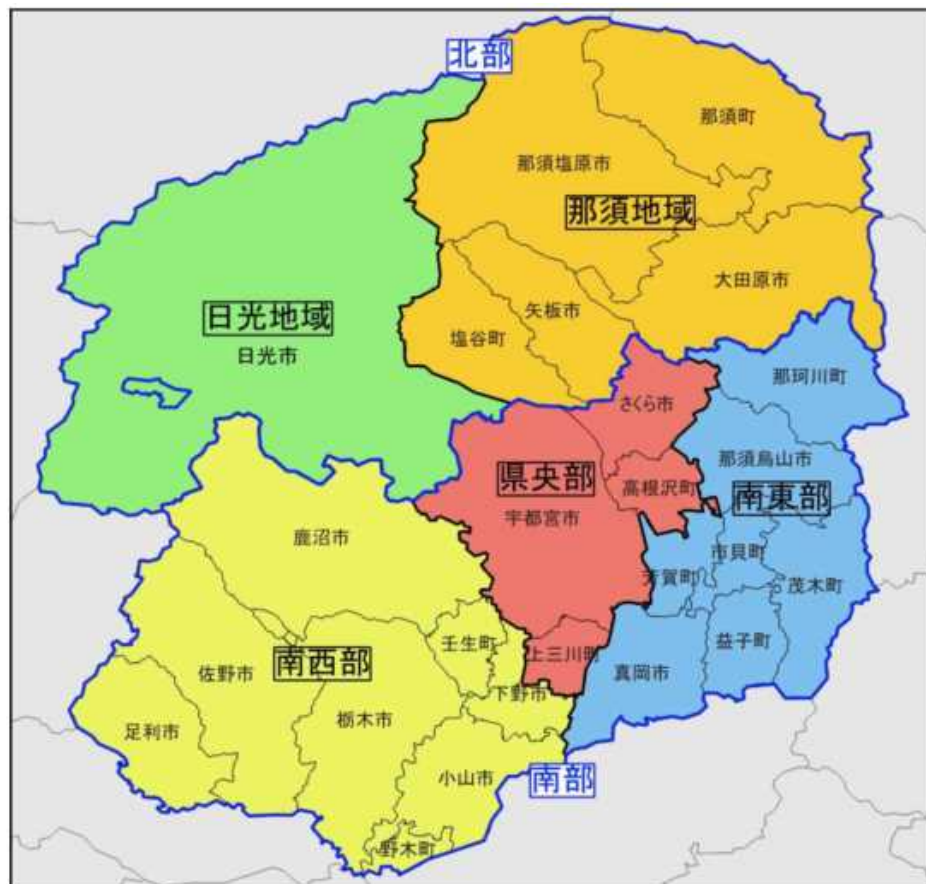 北部
那須町
那須塩原市
那須地域
大田原市
日光地域
日光市
矢板市
塩谷町
さくら市
那珂川町
県央部
宇都宮市
高根沢町
那須烏山市
南東部
鹿沼市
芳賀町
市貝町
茂木町
壬生町
上三川町
真岡市
益子町
佐野市
南西部
下野市
栃木市
足利市
小山市
南部
野木町